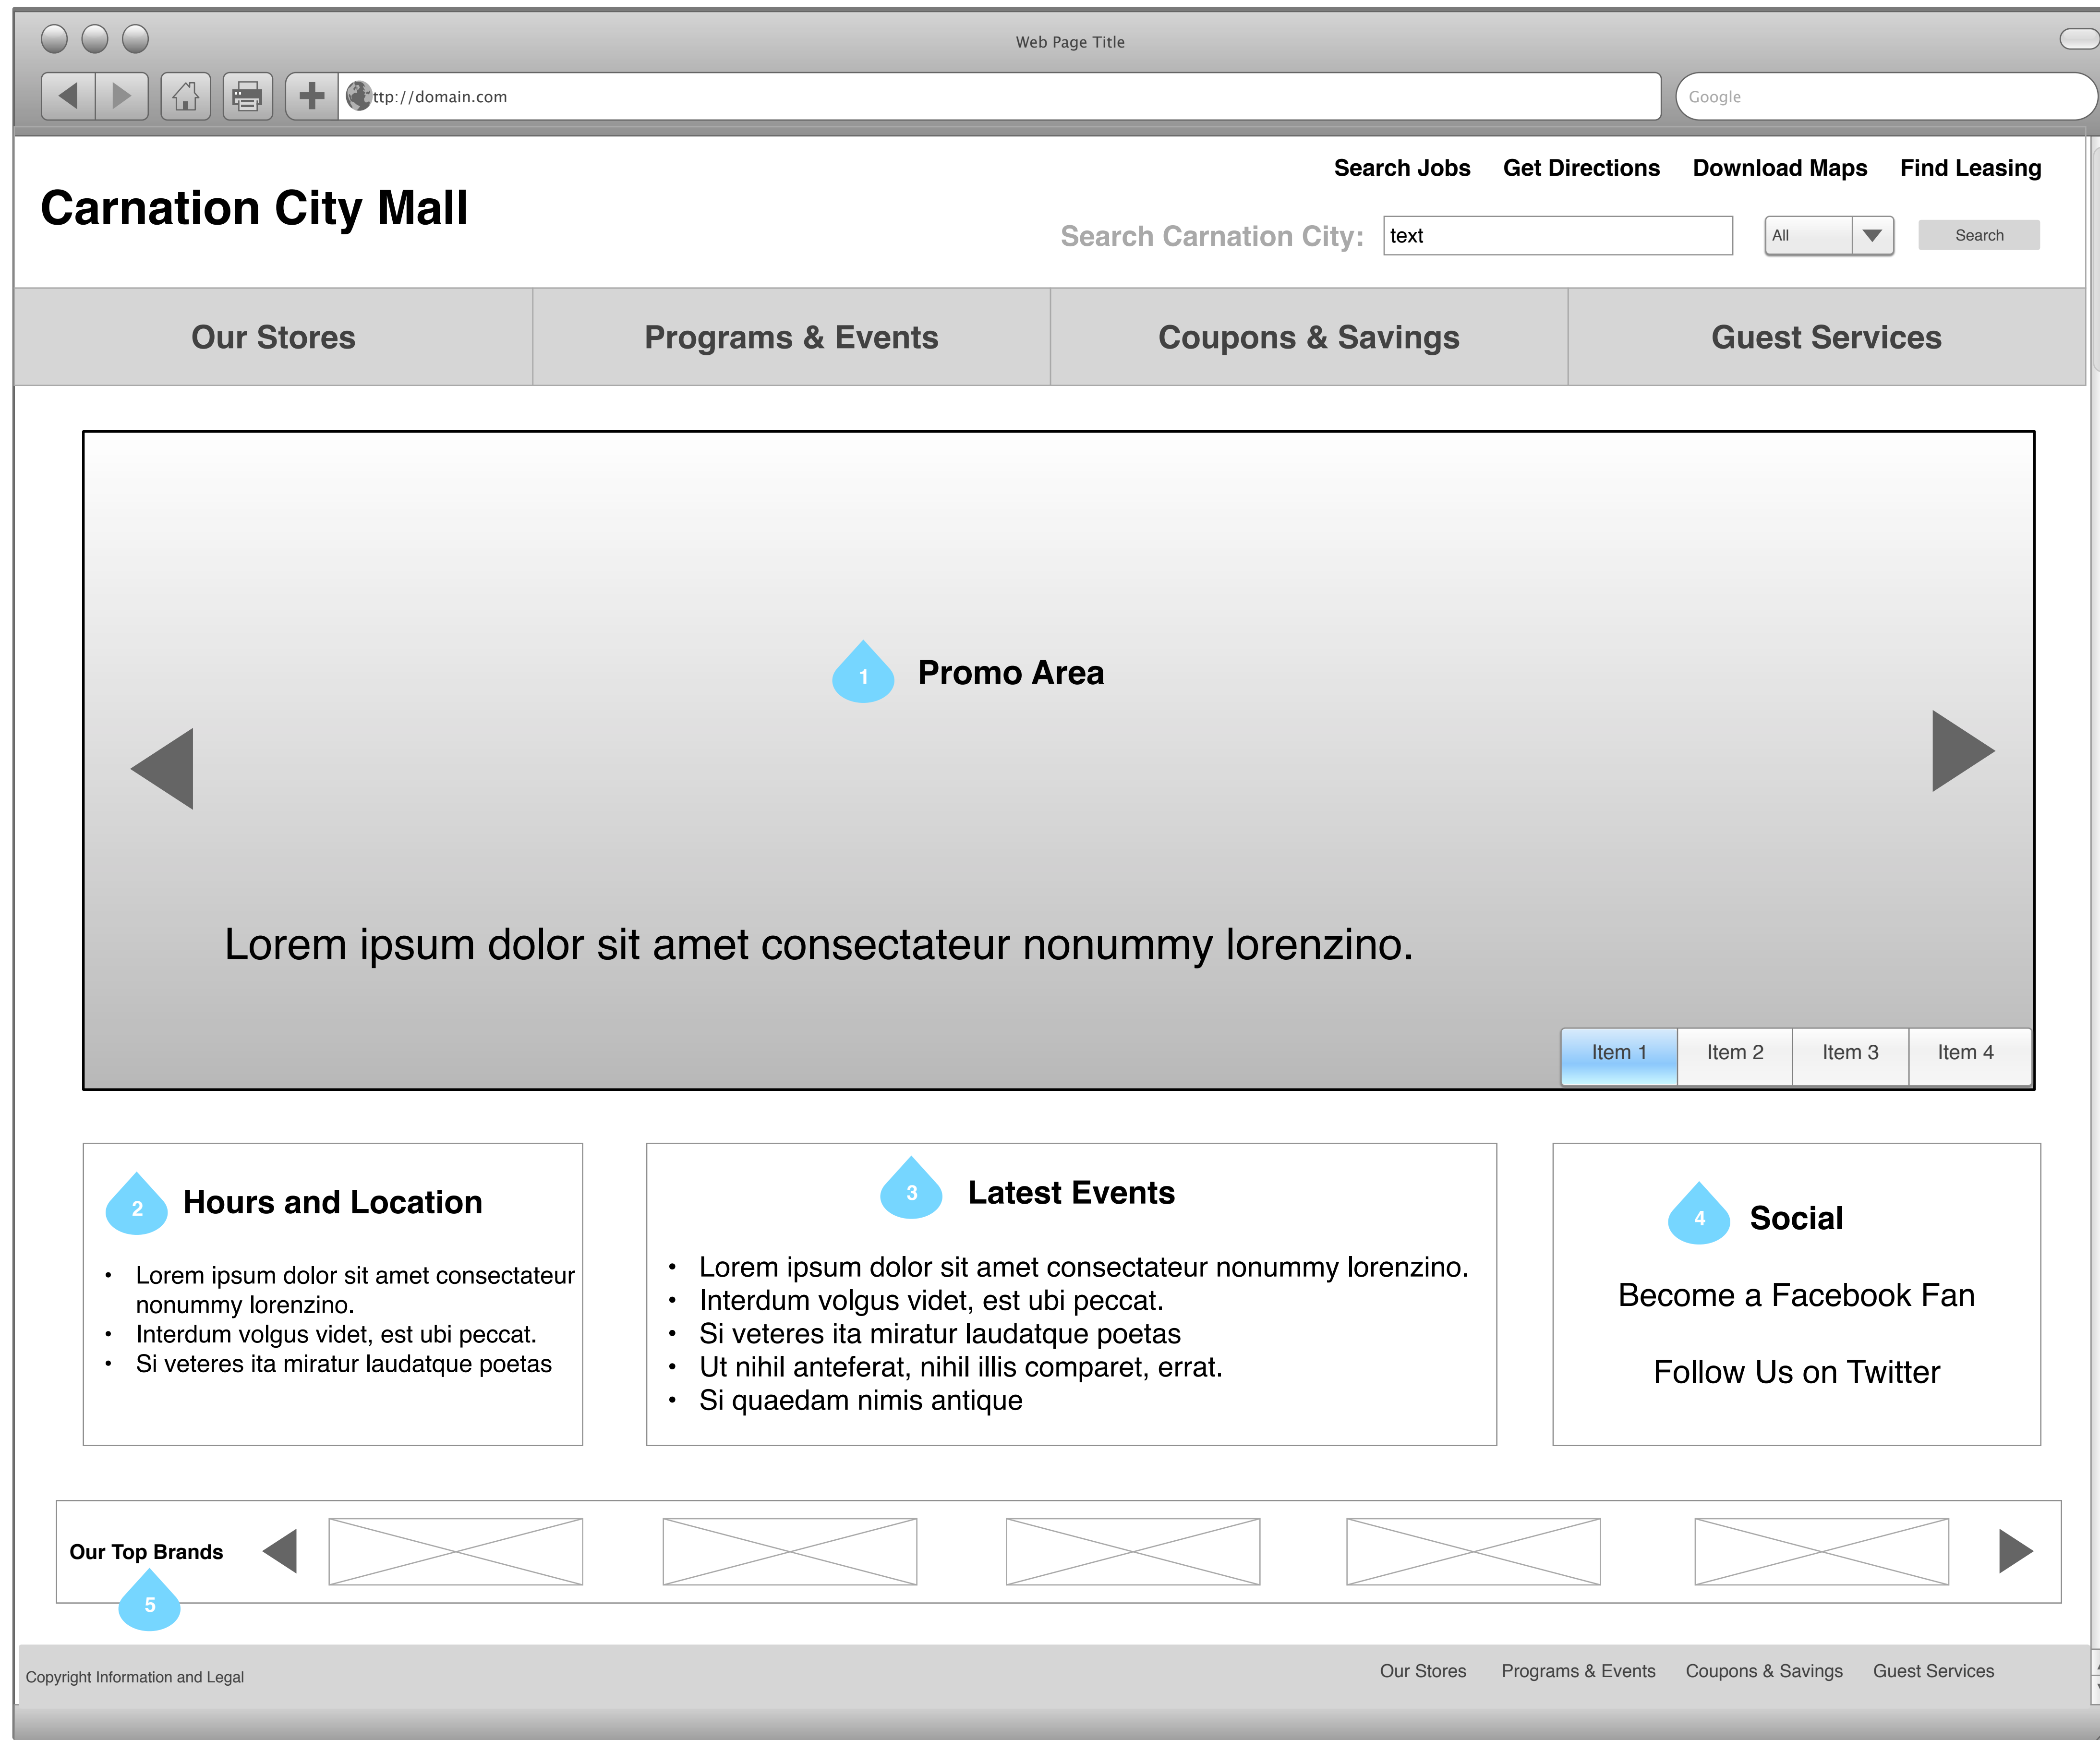 Web Page Title
ttp://domain.com
Google
Search Jobs Get Directions Download Maps Find Leasing
Carnation City Mall
Search Carnation City: text All Search
Our Stores Programs & Events Coupons & Savings Guest Services
1 Promo Area
Lorem ipsum dolor sit amet consectateur nonummy lorenzino.
Item 1 Item 2 Item 3 Item 4
2 Hours and Location
• Lorem ipsum dolor sit amet consectateur
nonummy lorenzino.
• Interdum volgus videt, est ubi peccat.
• Si veteres ita miratur laudatque poetas
3 Latest Events
• Lorem ipsum dolor sit amet consectateur nonummy lorenzino.
• Interdum volgus videt, est ubi peccat.
• Si veteres ita miratur laudatque poetas
• Ut nihil anteferat, nihil illis comparet, errat.
• Si quaedam nimis antique
4 Social
Become a Facebook Fan
Follow Us on Twitter
Our Top Brands
5
Copyright Information and Legal
Our Stores Programs & Events Coupons & Savings Guest Services